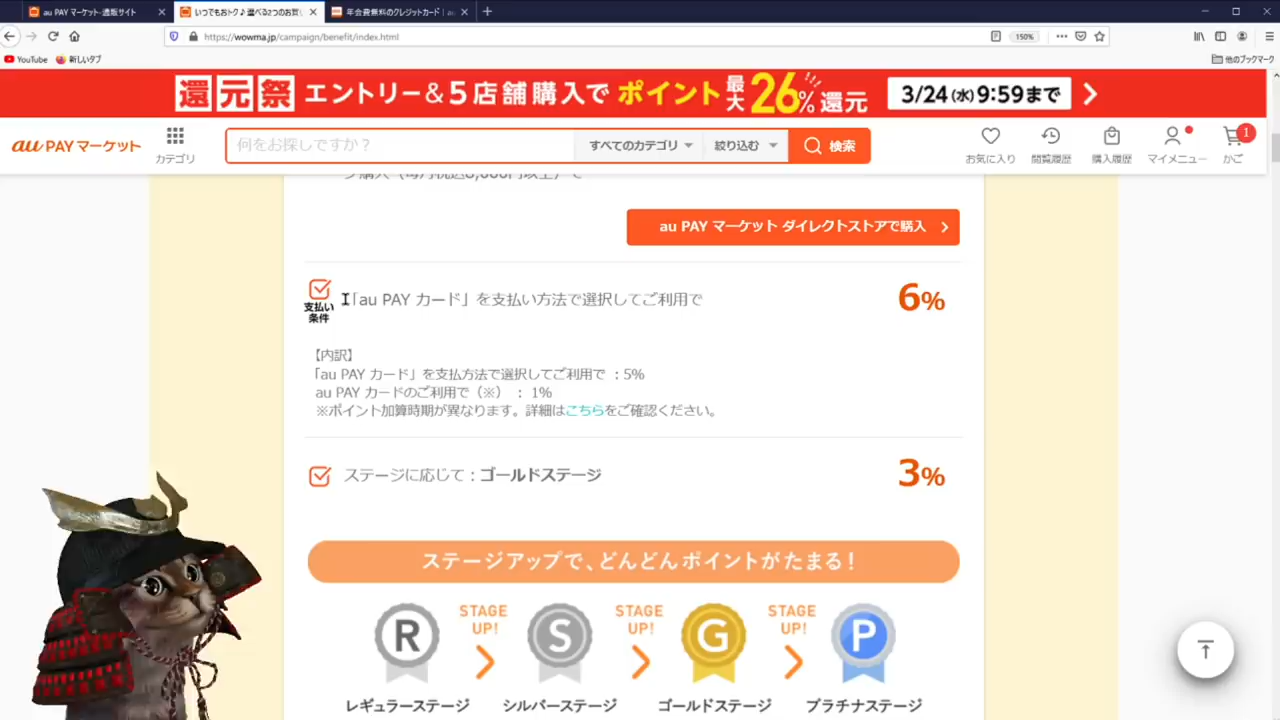 au PAY マーケット-通販サイト
いつでもおトク♪選べる2つのお買い
年会費無料のクレジットカード | au
https://wowma.jp/campaign/benefit/index.html
150%
YouTube
新しいタブ
他のブックマーク
還元祭 エントリー&5店舗購入で ポイント最大26%還元
3/24(水)9:59まで
au PAY マーケット
カテゴリ
何をお探しですか？
すべてのカテゴリ
絞り込む
検索
お気に入り
閲覧履歴
購入履歴
マイメニュー
1
かご
au PAY マーケット ダイレクトストアで購入
支払い
条件
「au PAY カード」を支払い方法で選択してご利用で
6%
【内訳】
「au PAY カード」を支払方法で選択してご利用で ：5%
au PAY カードのご利用で（※） ： 1%
※ポイント加算時期が異なります。詳細はこちらをご確認ください。
ステージに応じて：ゴールドステージ
3%
ステージアップで、どんどんポイントがたまる！
R
STAGE UP!
S
STAGE UP!
G
STAGE UP!
P
レギュラーステージ
シルバーステージ
ゴールドステージ
プラチナステージ